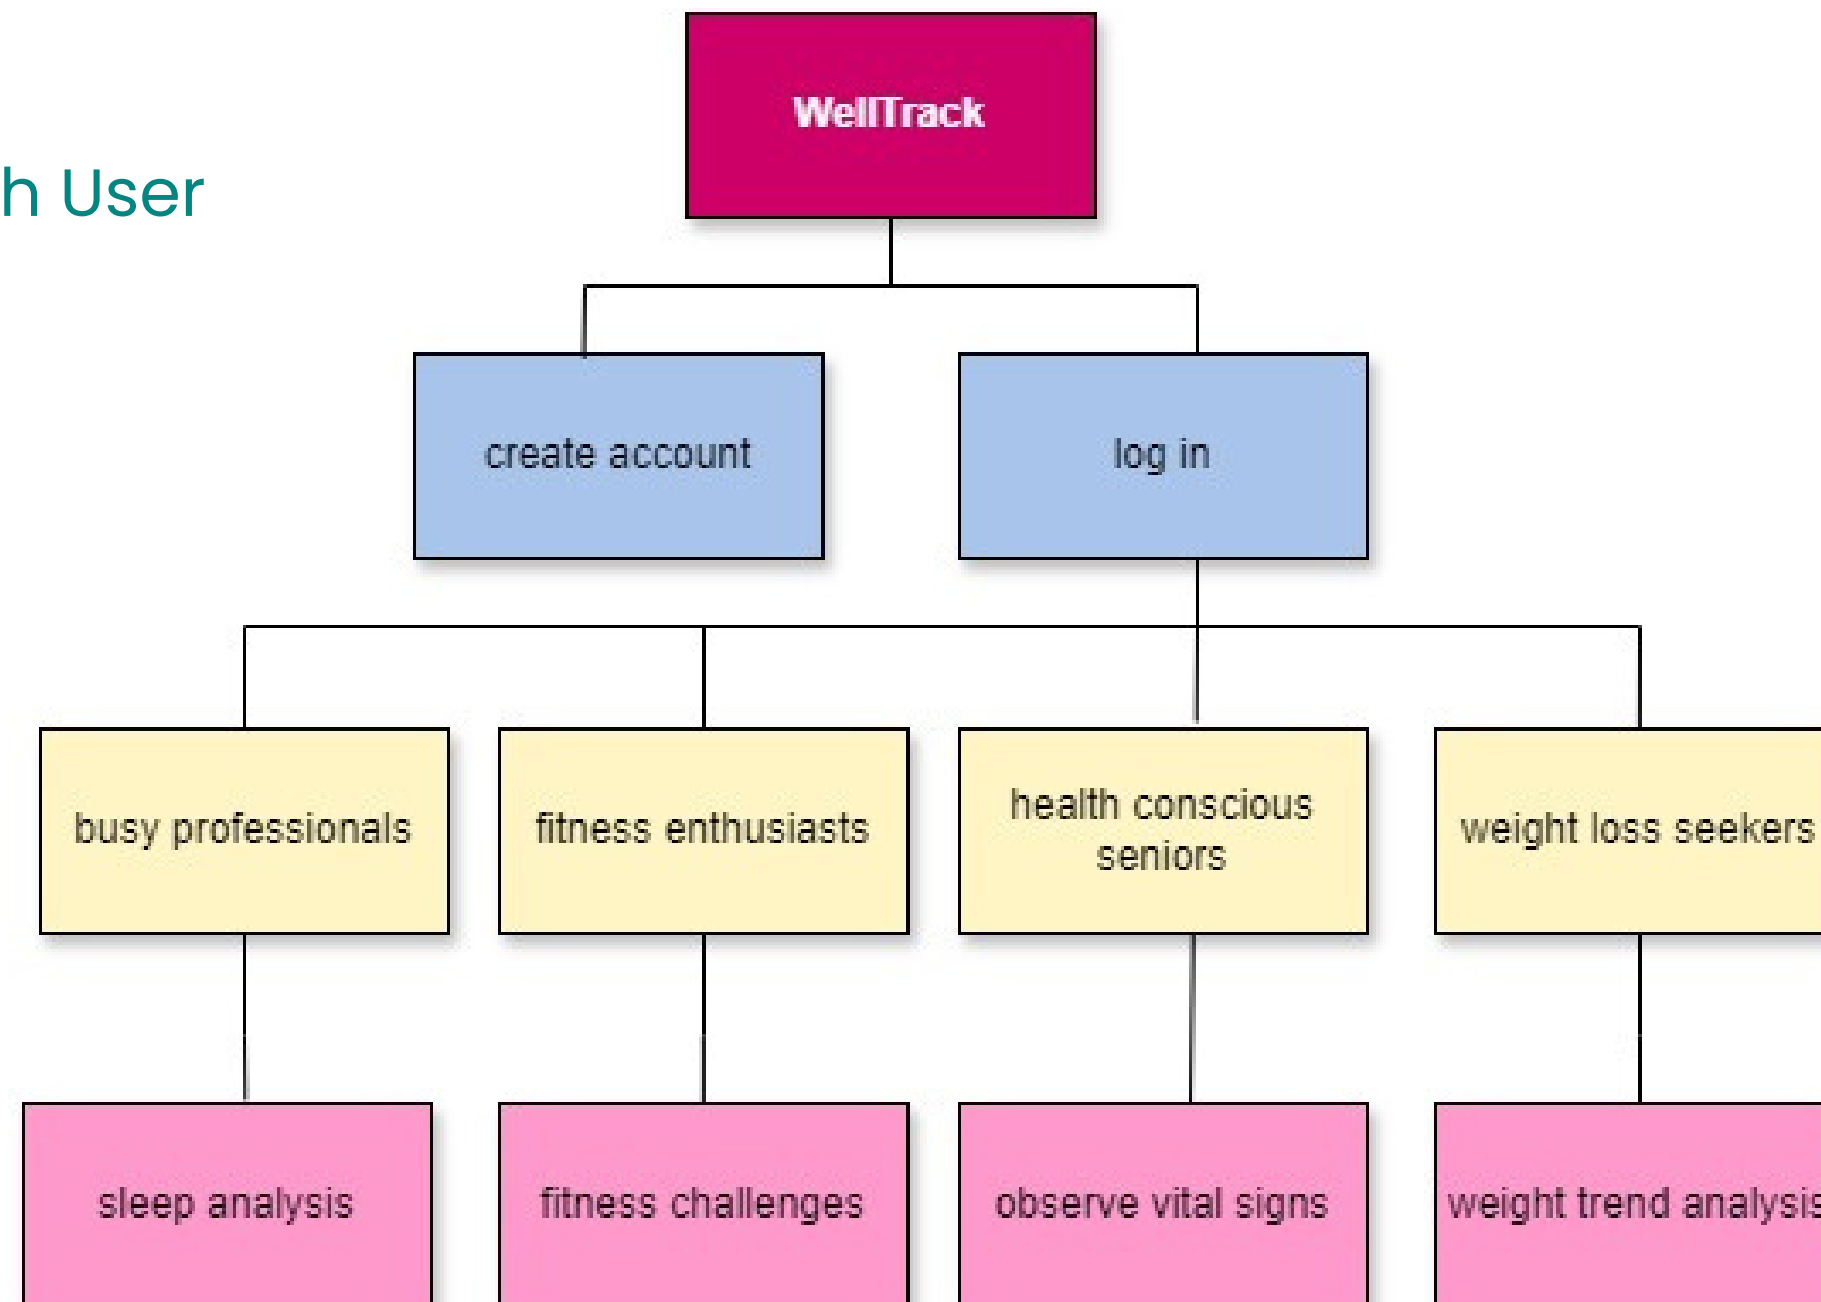 WellTrack
h User
create account
log in
busy professionals
fitness enthusiasts
health conscious
seniors
weight loss seekers
sleep analysis
fitness challenges
observe vital signs
weight trend analysis